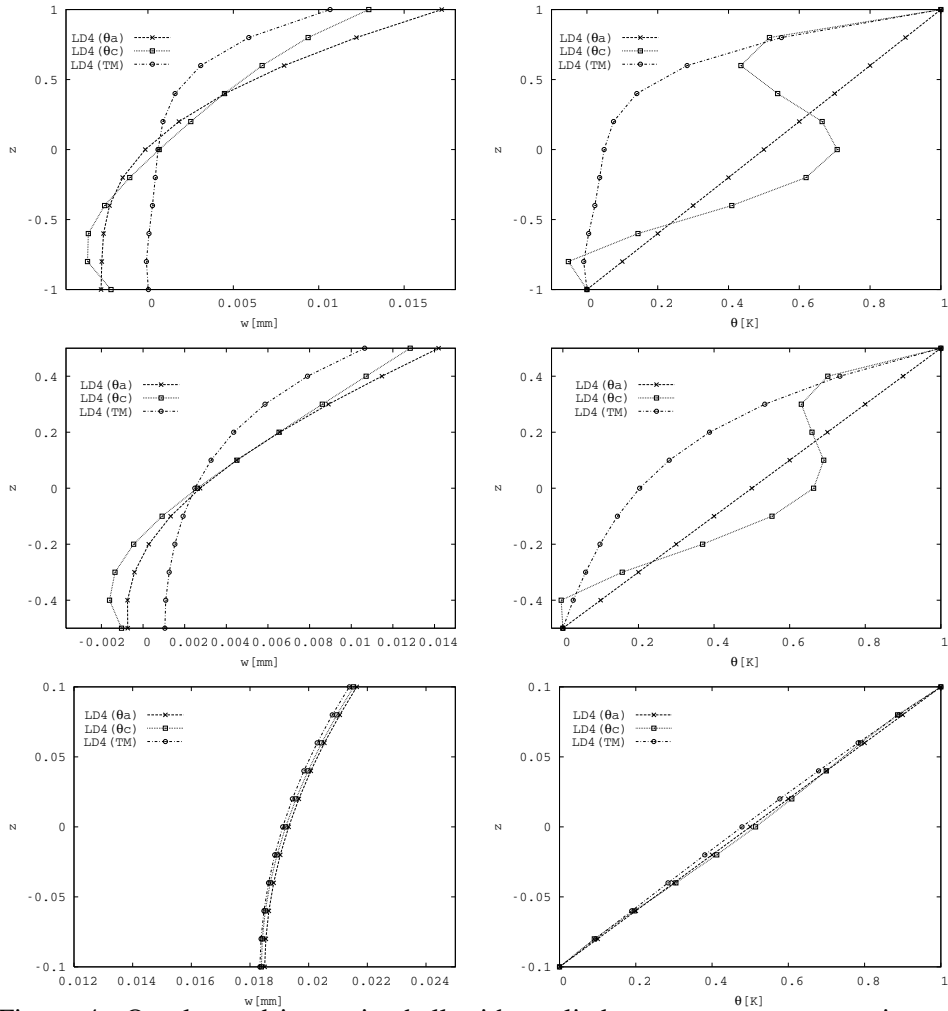 1
0.5
0
-0.5
-1
z
LD4(θa)
LD4(θc)
LD4(TM)
0 0.005 0.01 0.015
w[mm]
1
0.5
0
-0.5
-1
z
LD4(θa)
LD4(θc)
LD4(TM)
0 0.2 0.4 0.6 0.8 1
θ[K]
0.4
0.2
0
-0.2
-0.4
z
LD4(θa)
LD4(θc)
LD4(TM)
-0.002 0 0.002 0.004 0.006 0.008 0.01 0.012 0.014
w[mm]
0.4
0.2
0
-0.2
-0.4
z
LD4(θa)
LD4(θc)
LD4(TM)
0 0.2 0.4 0.6 0.8 1
θ[K]
0.1
0.05
0
-0.05
-0.1
z
LD4(θa)
LD4(θc)
LD4(TM)
0.012 0.014 0.016 0.018 0.02 0.022 0.024
w[mm]
0.1
0.05
0
-0.05
-0.1
z
LD4(θa)
LD4(θc)
LD4(TM)
0 0.2 0.4 0.6 0.8 1
θ[K]